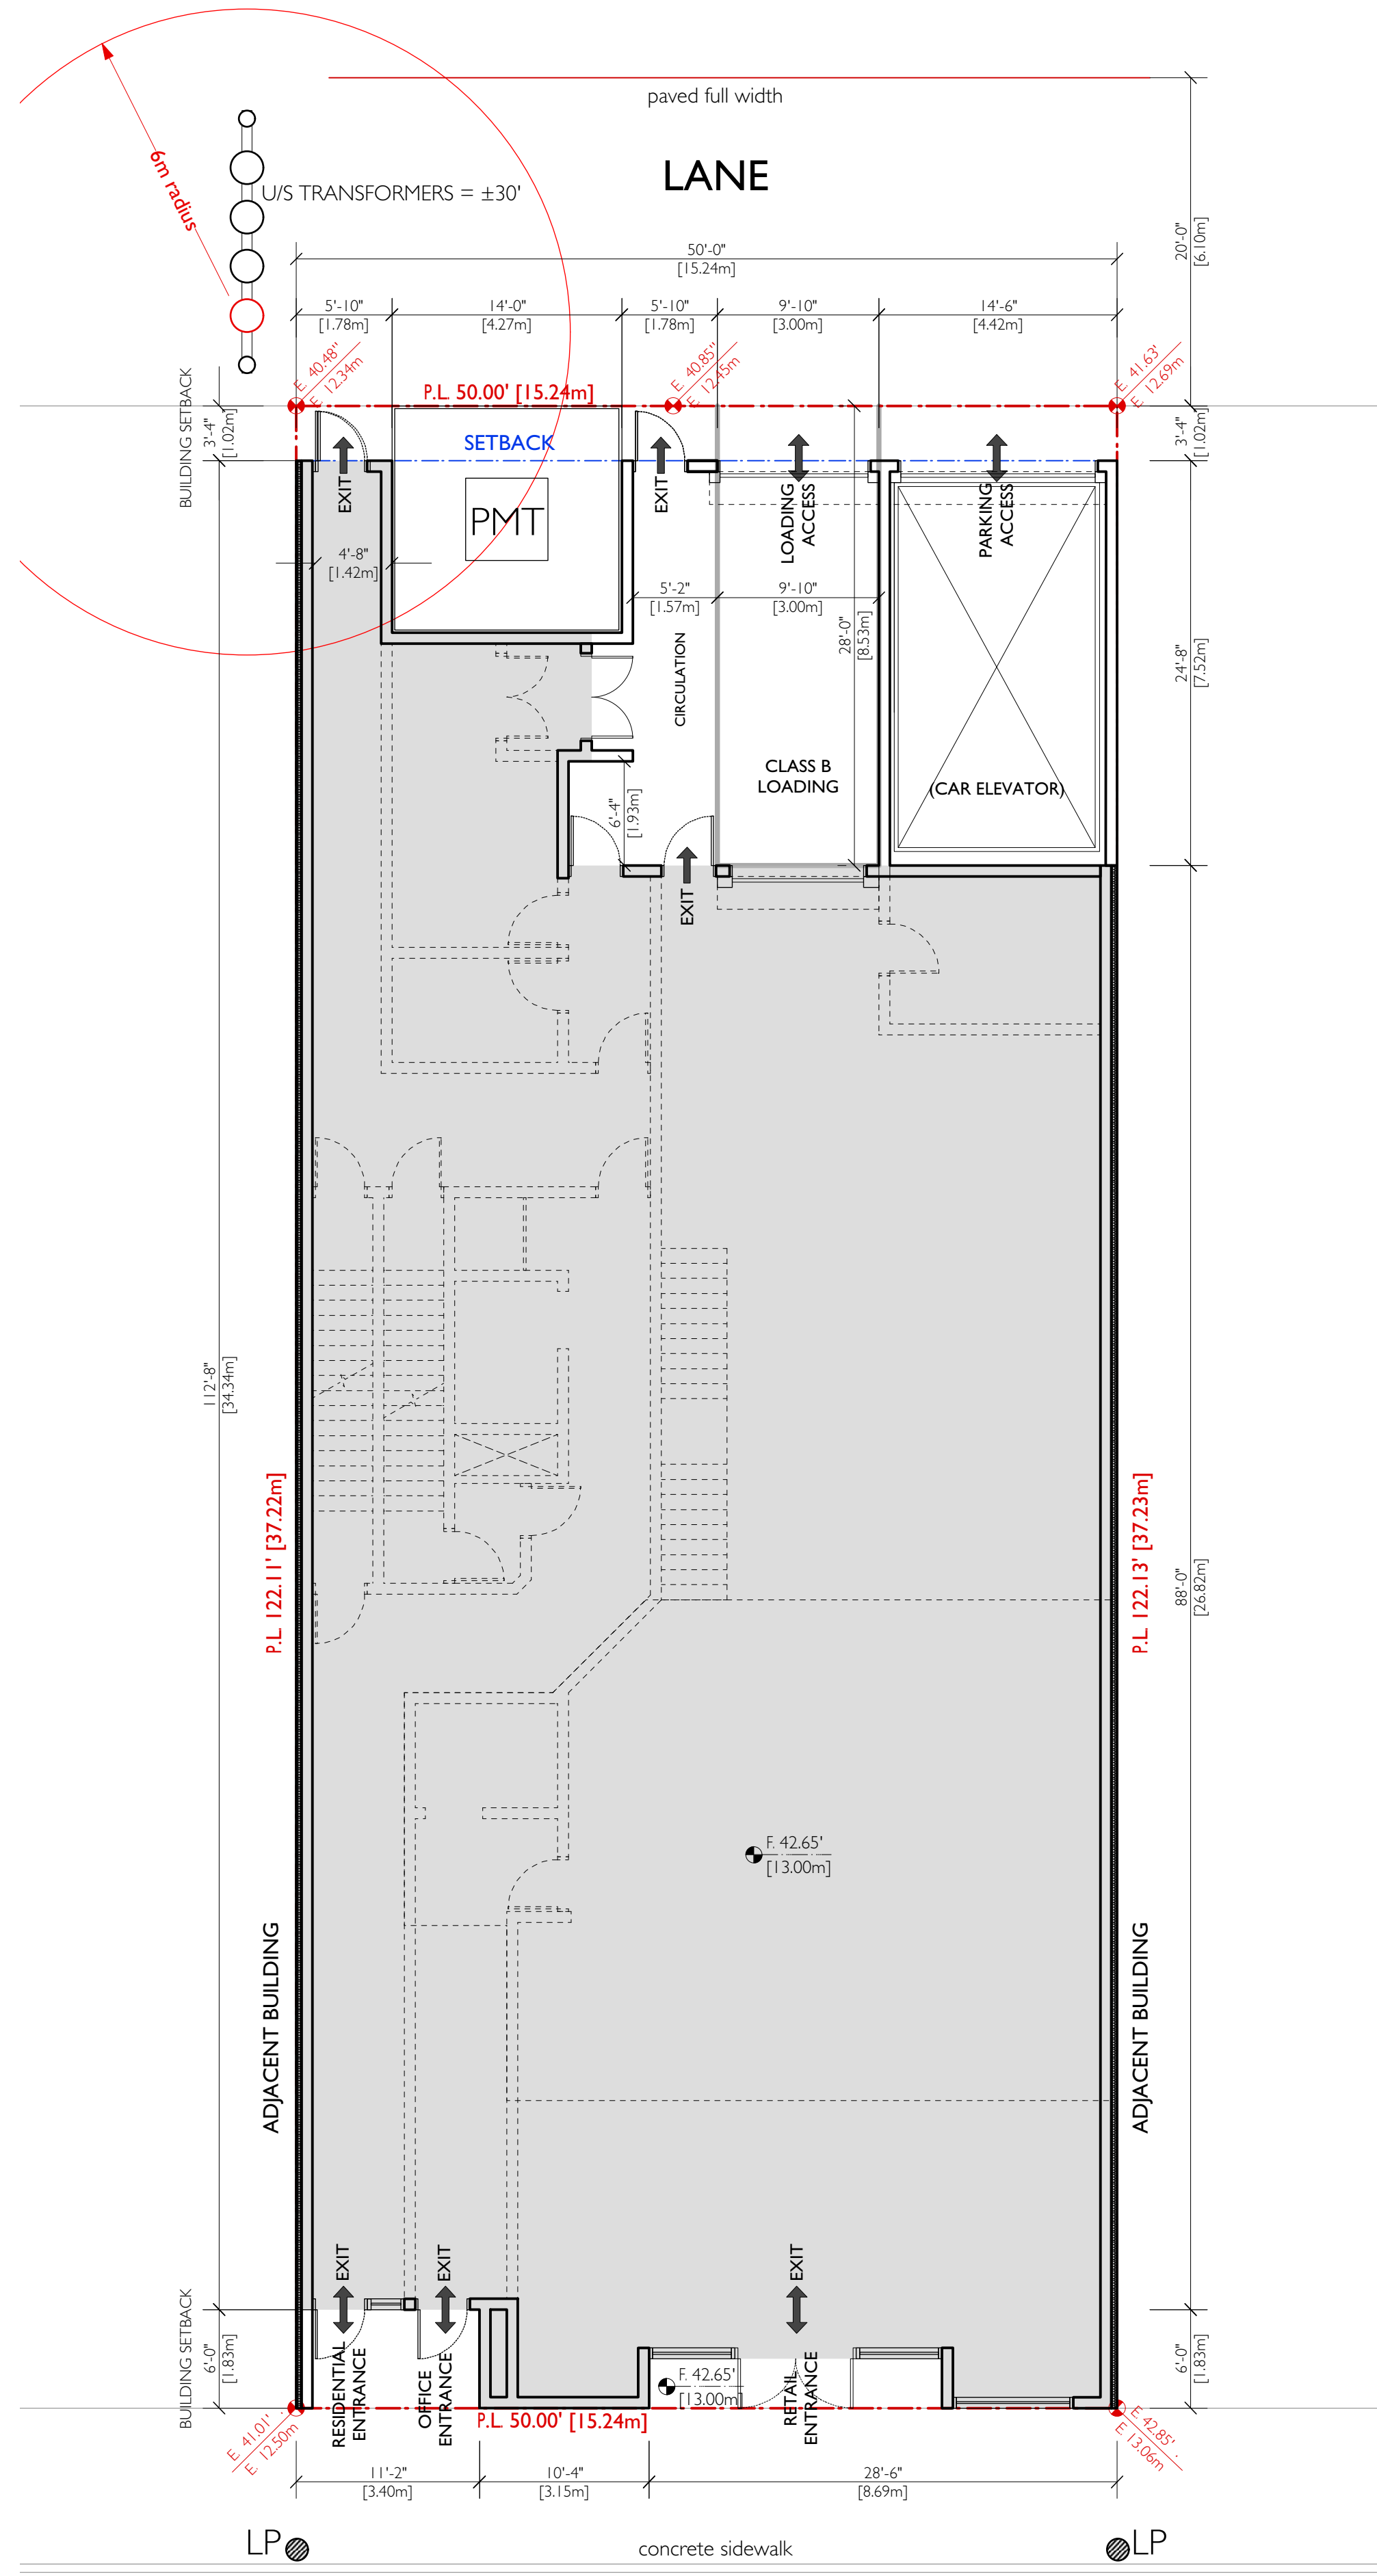 paved full width
LANE
6m radius
U/S TRANSFORMERS = ±30'
20'-0"
[6.10m]
50'-0"
[15.24m]
5'-10"
[1.78m]
14'-0"
[4.27m]
5'-10"
[1.78m]
9'-10"
[3.00m]
14'-6"
[4.42m]
E. 40.48"
E. 12.34m
E. 40.85"
E. 12.45m
E. 41.63'
E. 12.69m
P.L. 50.00' [15.24m]
BUILDING SETBACK
3'-4"
[1.02m]
3'-4"
[1.02m]
SETBACK
EXIT
PMT
EXIT
LOADING
ACCESS
PARKING
ACCESS
4'-8"
[1.42m]
5'-2"
[1.57m]
9'-10"
[3.00m]
28'-0"
[8.53m]
24'-8"
[7.52m]
CIRCULATION
CLASS B
LOADING
(CAR ELEVATOR)
6'-4"
[1.93m]
EXIT
112'-8"
[34.34m]
P.L. 122.11' [37.22m]
P.L. 122.13' [37.23m]
88'-0"
[26.82m]
F. 42.65'
[13.00m]
ADJACENT BUILDING
ADJACENT BUILDING
EXIT
EXIT
EXIT
BUILDING SETBACK
6'-0"
[1.83m]
6'-0"
[1.83m]
RESIDENTIAL
ENTRANCE
OFFICE
ENTRANCE
F. 42.65'
[13.00m]
RETAIL
ENTRANCE
P.L. 50.00' [15.24m]
E. 41.01'
E. 12.50m
E. 42.85'
E. 13.06m
11'-2"
[3.40m]
10'-4"
[3.15m]
28'-6"
[8.69m]
LP
concrete sidewalk
LP